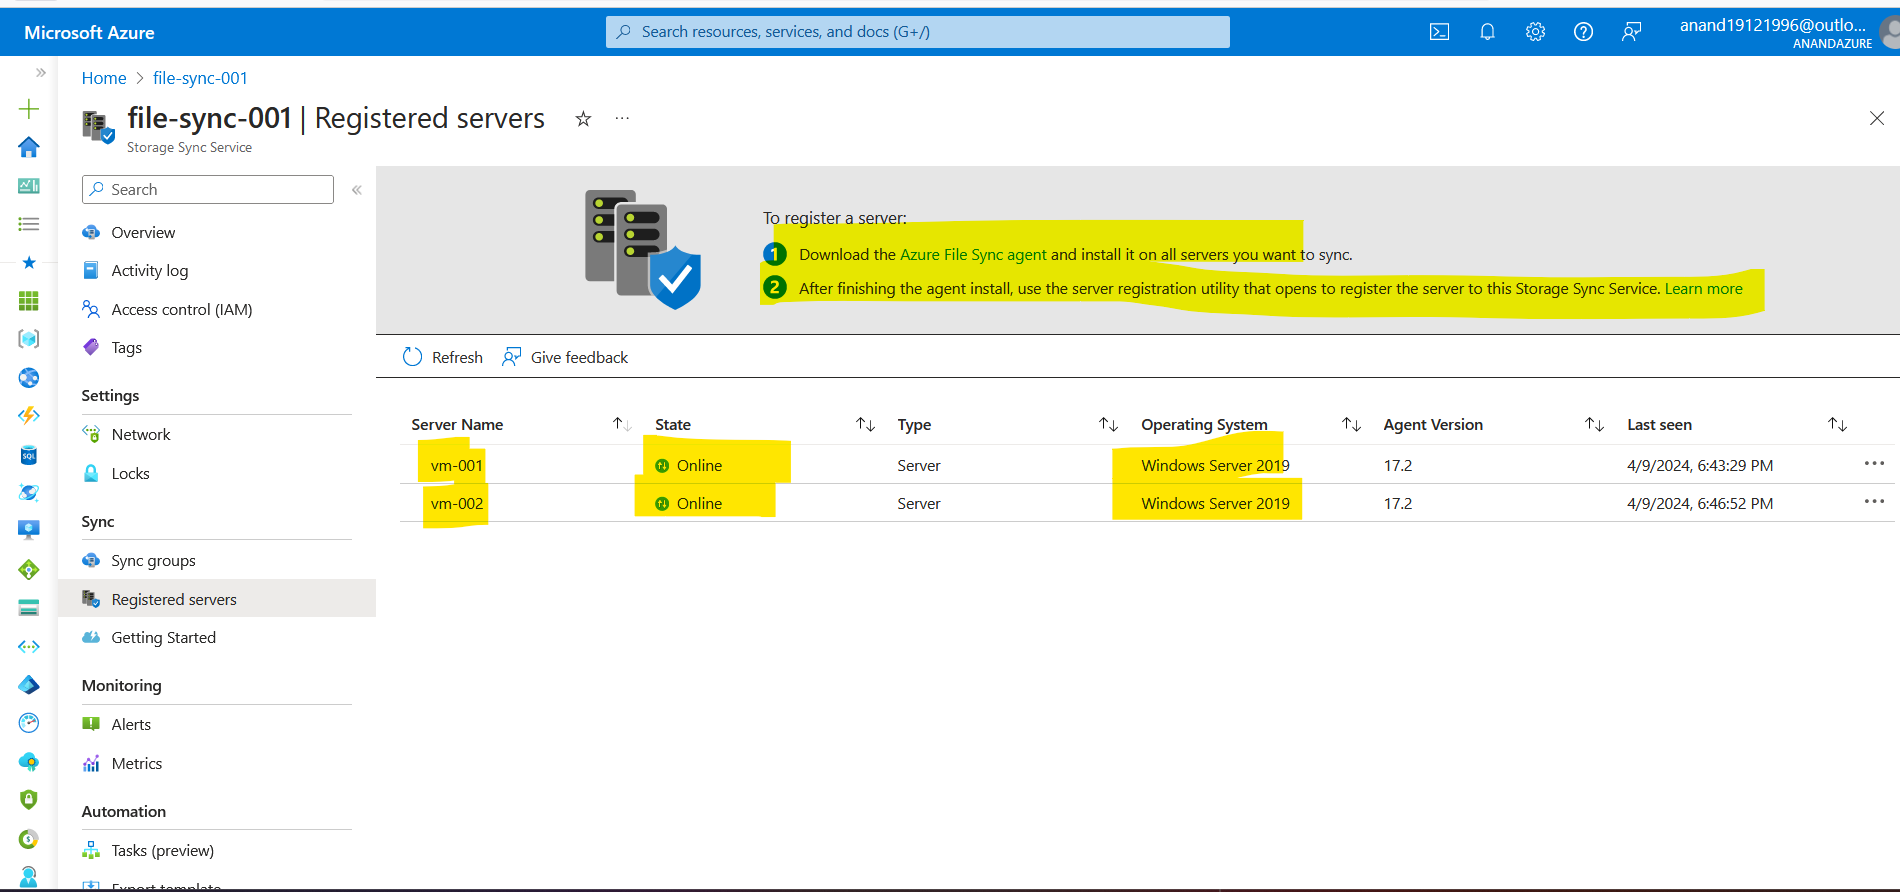 Microsoft Azure
Search resources, services, and docs (G+/)
anand19121996@outlo...
ANANDAZURE
Home > file-sync-001
file-sync-001 | Registered servers
Storage Sync Service
Search
Overview
Activity log
Access control (IAM)
Tags
Settings
Network
Locks
Sync
Sync groups
Registered servers
Getting Started
Monitoring
Alerts
Metrics
Automation
Tasks (preview)
Export template
To register a server:
1 Download the Azure File Sync agent and install it on all servers you want to sync.
2 After finishing the agent install, use the server registration utility that opens to register the server to this Storage Sync Service. Learn more
Refresh Give feedback
Server Name State Type Operating System Agent Version Last seen
vm-001 Online Server Windows Server 2019 17.2 4/9/2024, 6:43:29 PM
vm-002 Online Server Windows Server 2019 17.2 4/9/2024, 6:46:52 PM